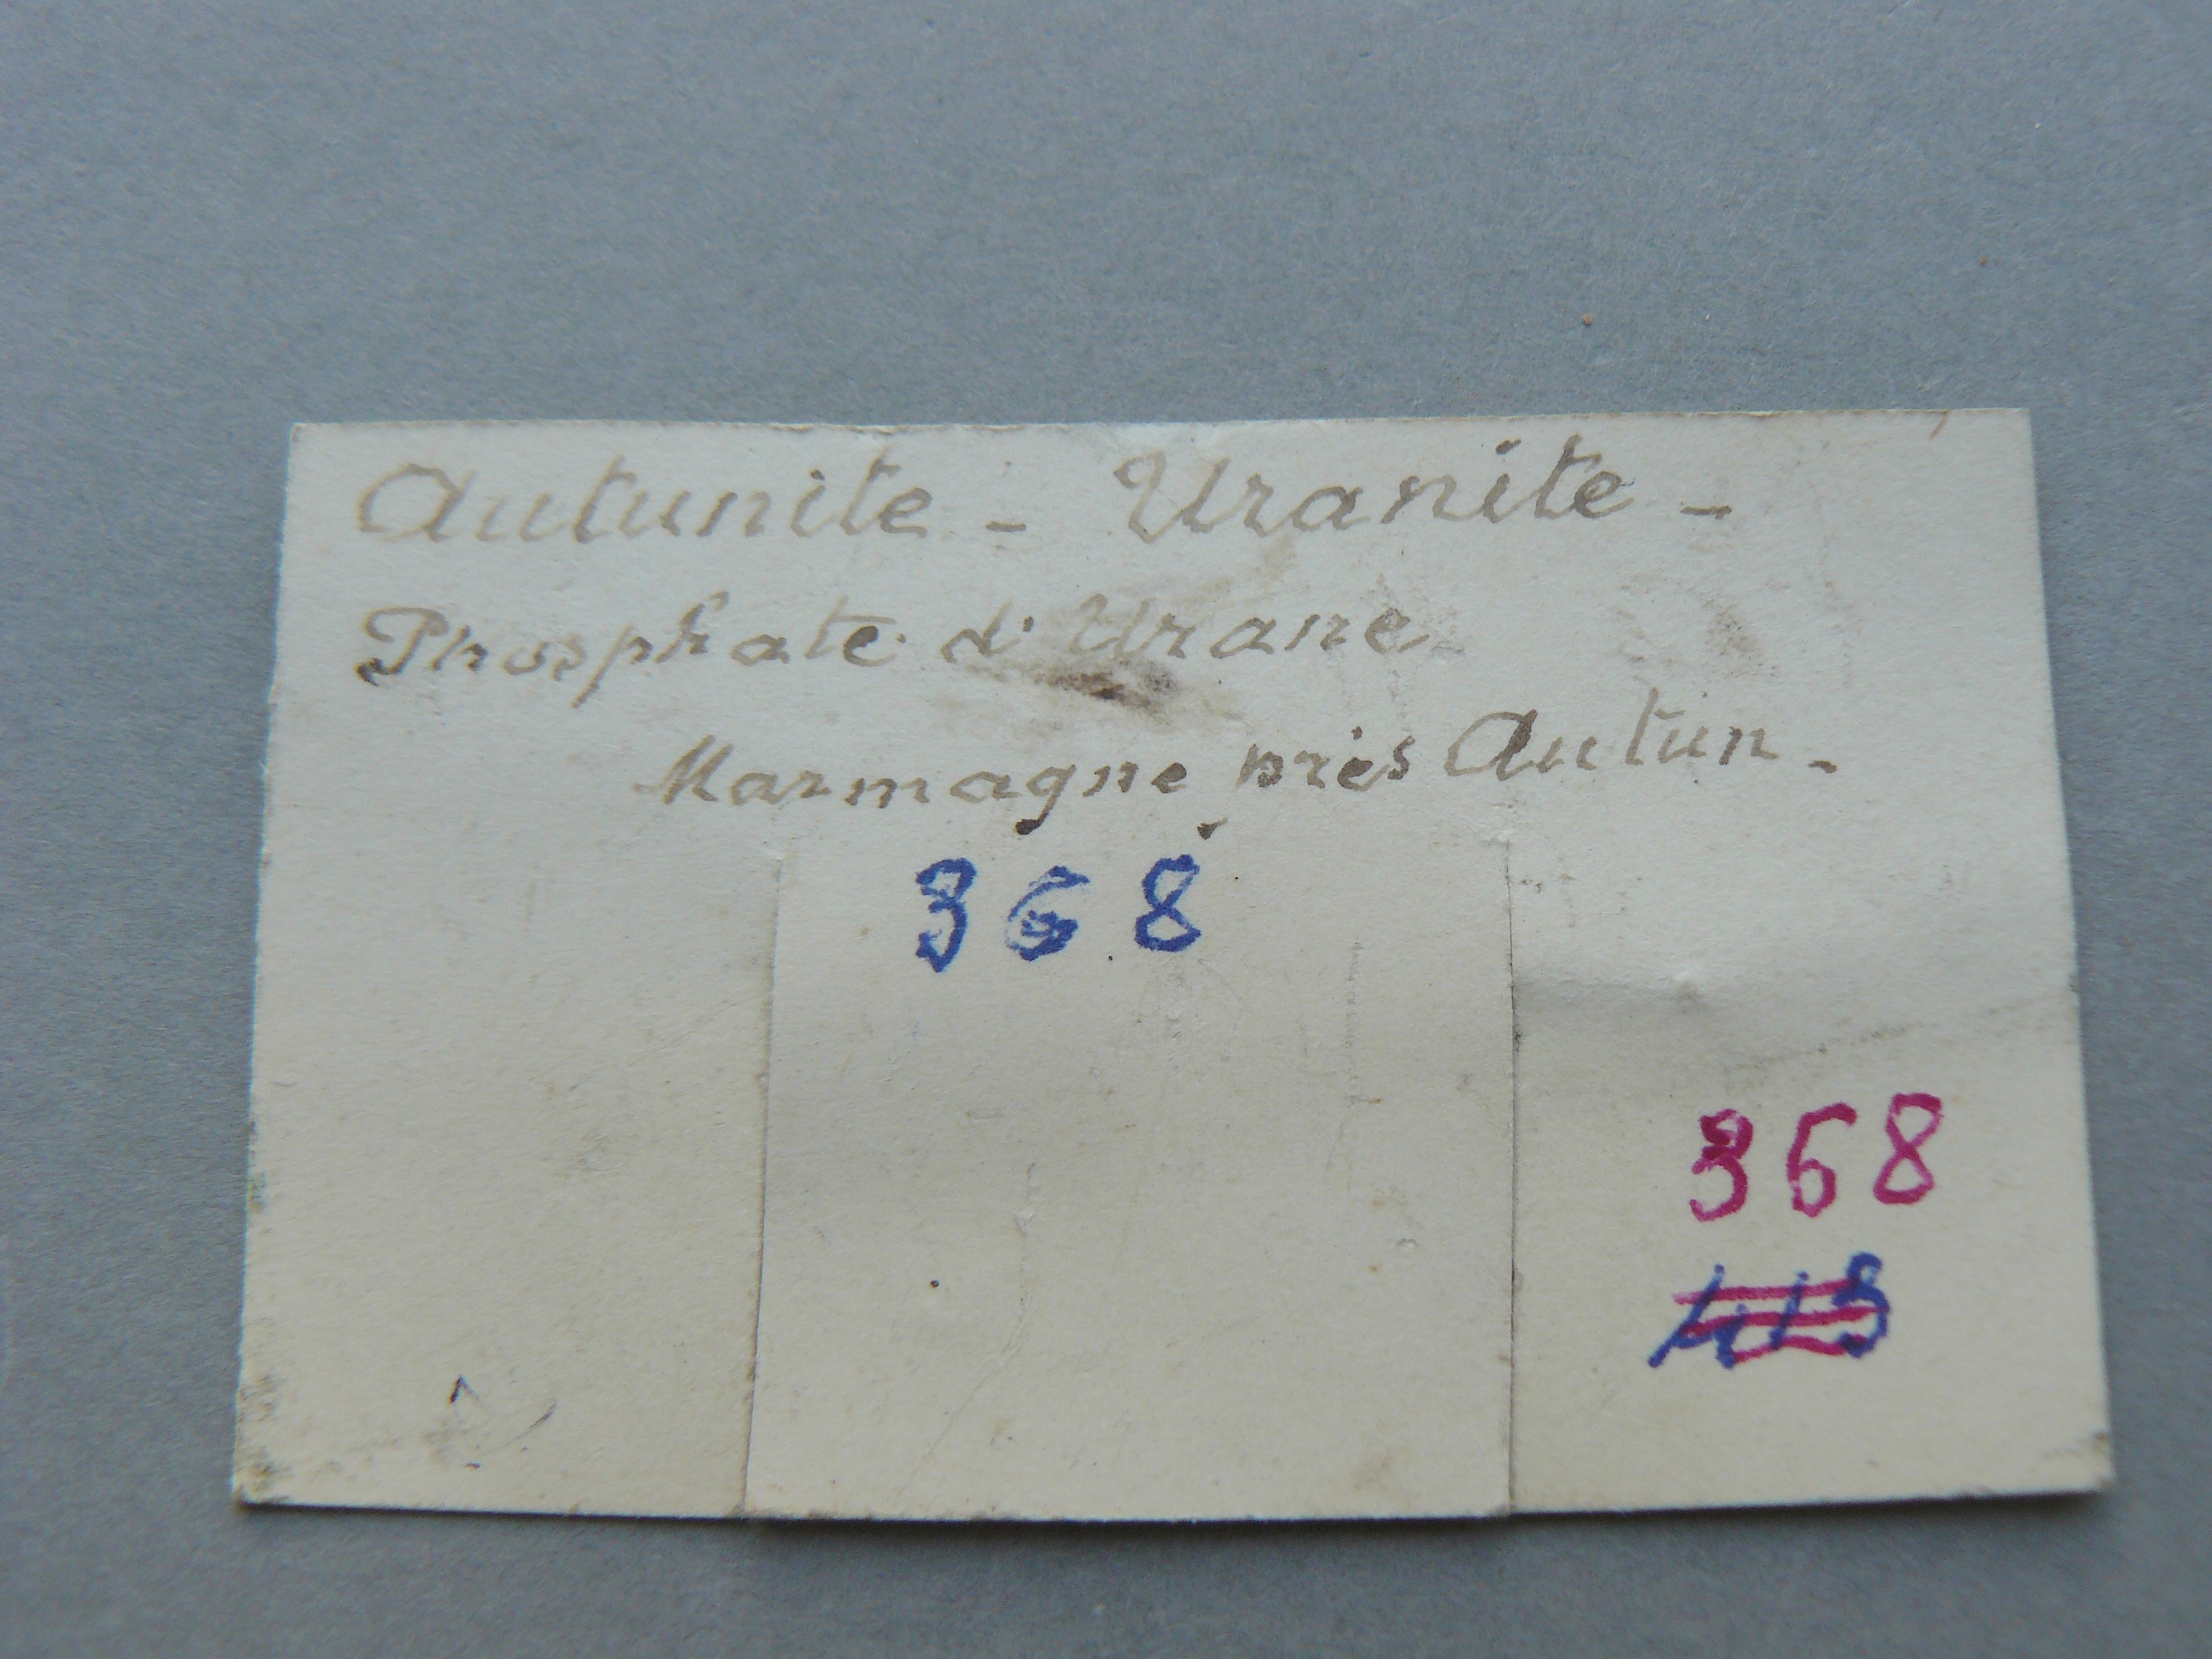 Autunite - Uranite -
Phosphate d'Urane
Marmagne près Autun.
368
368